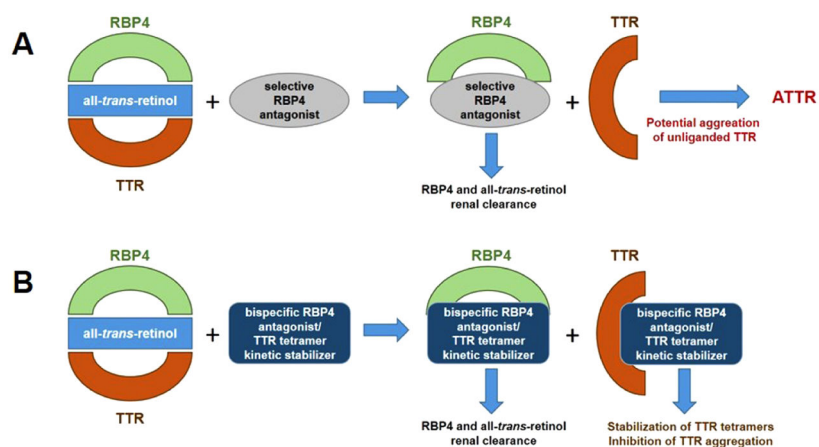 A
RBP4
all-trans-retinol
TTR
+
selective
RBP4
antagonist
RBP4
selective
RBP4
antagonist
RBP4 and all-trans-retinol
renal clearance
+
TTR
Potential aggreation
of unliganded TTR
ATTR
B
RBP4
all-trans-retinol
TTR
+
bispecific RBP4
antagonist/
TTR tetramer
kinetic stabilizer
RBP4
bispecific RBP4
antagonist/
TTR tetramer
kinetic stabilizer
RBP4 and all-trans-retinol
renal clearance
+
TTR
bispecific RBP4
antagonist/
TTR tetramer
kinetic stabilizer
Stabilization of TTR tetramers
Inhibition of TTR aggregation